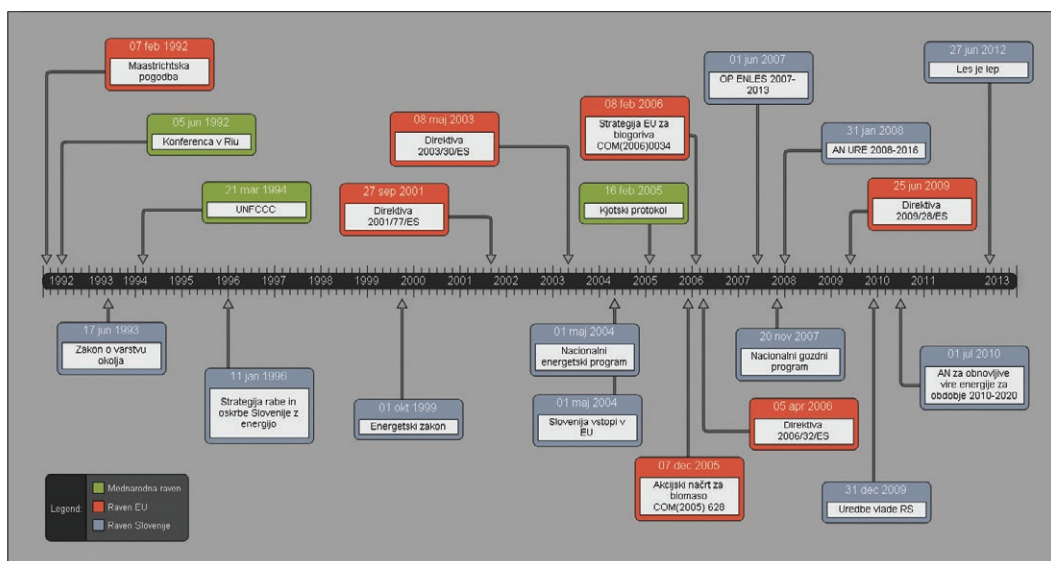 07 feb 1992
Maastrichtska
pogodba
05 jun 1992
Konferenca v Riu
21 mar 1994
UNFCCC
27 sep 2001
Direktiva
2001/77/ES
08 maj 2003
Direktiva
2003/30/ES
08 feb 2006
Strategija EU za
biogoriva
COM(2006)0034
16 feb 2005
Kjotski protokol
01 jun 2007
OP ENLES 2007-
2013
31 jan 2008
AN URE 2008-2016
25 jun 2009
Direktiva
2009/28/ES
27 jun 2012
Les je lep
1992 1993 1994 1995 1996 1997 1998 1999 2000 2001 2002 2003 2004 2005 2006 2007 2008 2009 2010 2011 2013
17 jun 1993
Zakon o varstvu
okolja
11 jan 1996
Strategija rabe in
oskrbe Slovenije z
energijo
01 okt 1999
Energetski zakon
01 maj 2004
Nacionalni
energetski program
01 maj 2004
Slovenija vstopi v
EU
07 dec 2005
Akcijski načrt za
biomaso
COM(2005) 628
05 apr 2006
Direktiva
2006/32/ES
20 nov 2007
Nacionalni gozdni
program
31 dec 2009
Uredbe vlade RS
01 jul 2010
AN za obnovljive
vire energije za
obdobje 2010-2020
Legend:
Mednarodna raven
Raven EU
Raven Slovenije